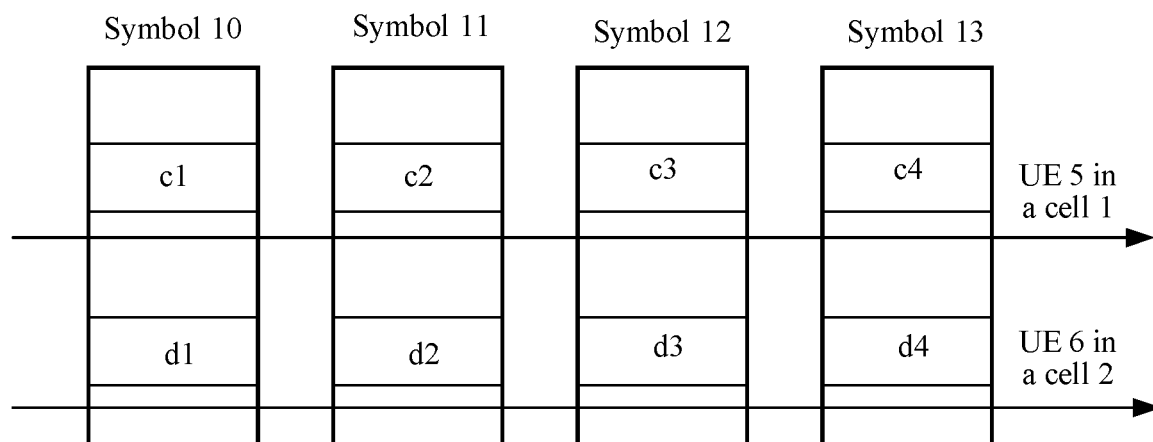 Symbol 10
Symbol 11
Symbol 12
Symbol 13
c1
c2
c3
c4
UE 5 in
a cell 1
d1
d2
d3
d4
UE 6 in
a cell 2